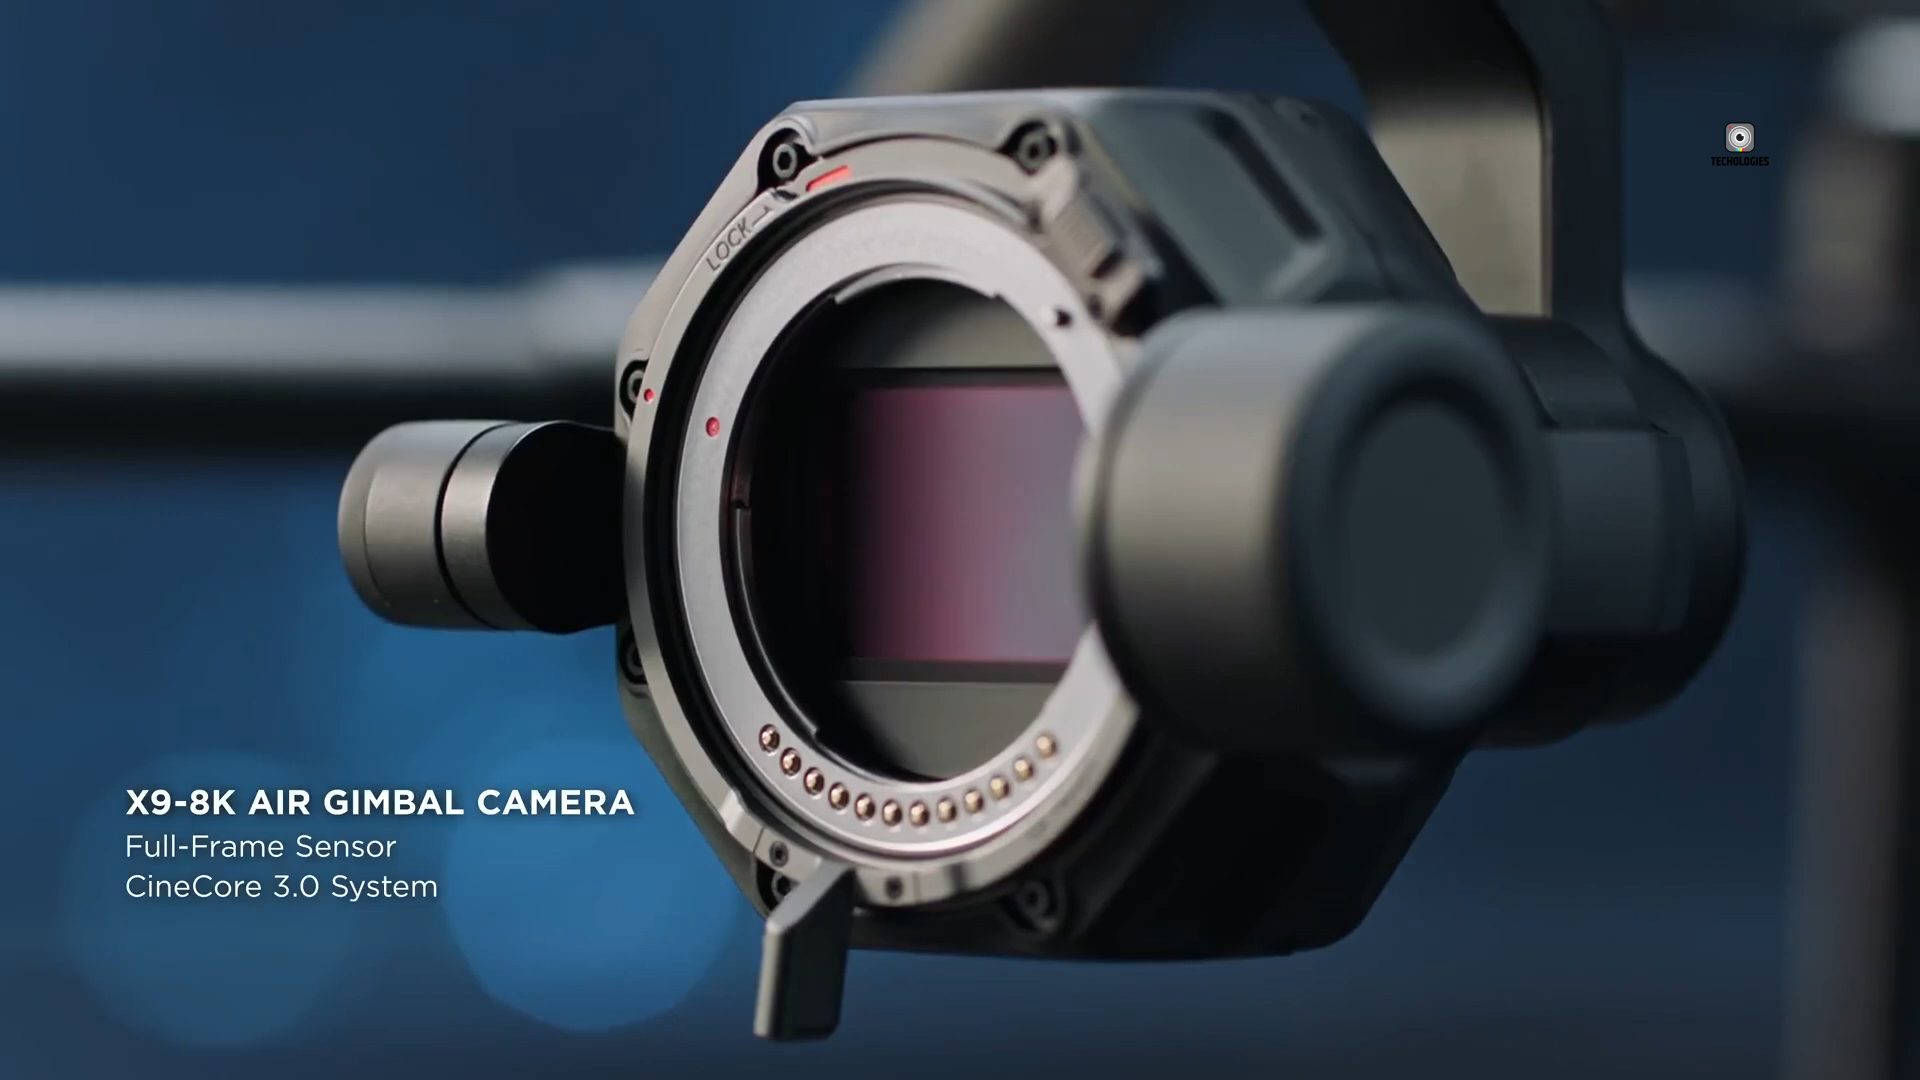 TECHOLOGIES
LOCK
X9-8K AIR GIMBAL CAMERA
Full-Frame Sensor
CineCore 3.0 System